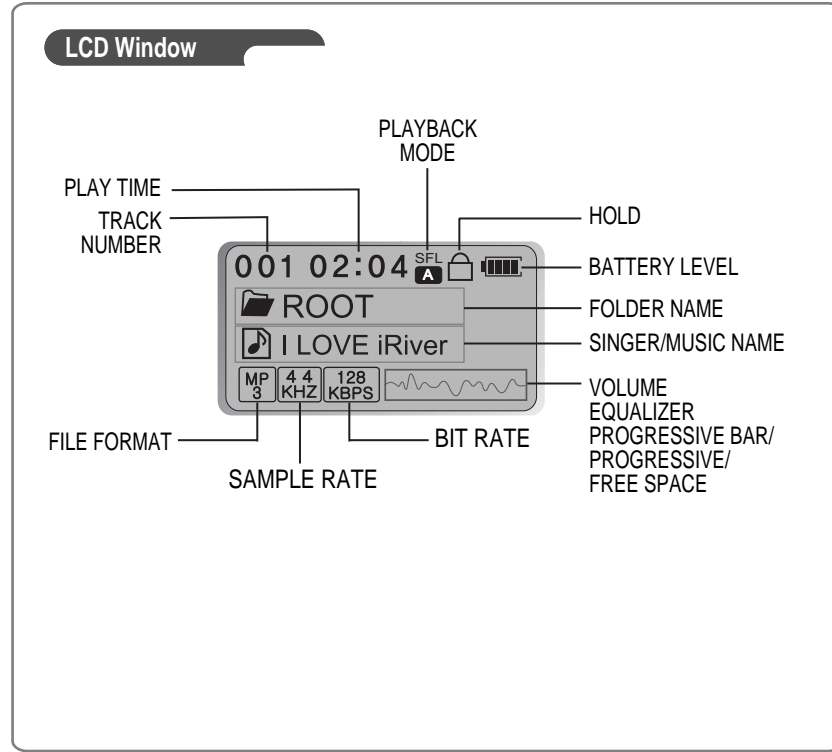 LCD Window
PLAYBACK
MODE
PLAY TIME
TRACK
NUMBER
HOLD
BATTERY LEVEL
FOLDER NAME
SINGER/MUSIC NAME
001 02:04 SFL A
ROOT
I LOVE iRiver
MP
3
4 4
KHZ
128
KBPS
VOLUME
EQUALIZER
PROGRESSIVE BAR/
PROGRESSIVE/
FREE SPACE
FILE FORMAT
SAMPLE RATE
BIT RATE